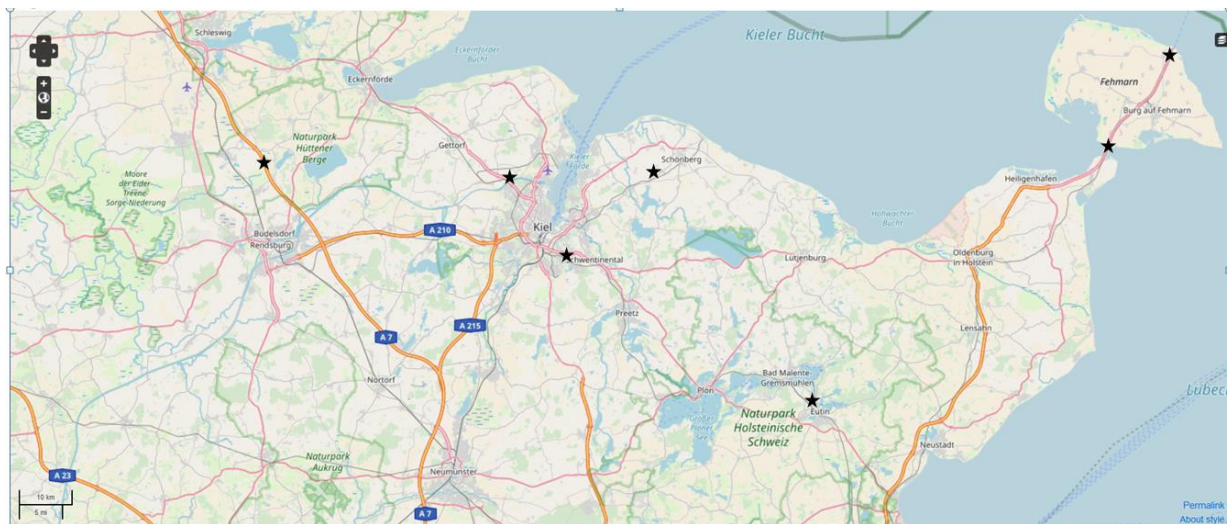 Schleswig
Eckernförder
Bucht
Kieler Bucht
Eckernförde
Fehmarn
Burg auf Fehmarn
Naturpark
Hüttener
Berge
Gettorf
Kieler
Förde
Schönberg
Moore
der Eider-
Treene
Sorge-Niederung
Heiligenhafen
Büdelsdorf
Rendsburg
A 210
Kiel
Hohwachter
Bucht
Schwentinental
Lütjenburg
Oldenburg
in Holstein
Preetz
A 215
A 7
Lensahn
Nortorf
Bad Malente-
Gremsmühlen
Plön
Großer
Plöner
See
Eutin
Naturpark
Holsteinische
Schweiz
Lübec
Neustadt
Naturpark
Aukrug
A 23
Neumünster
10 km
5 mi
A 7
Permalink
About style